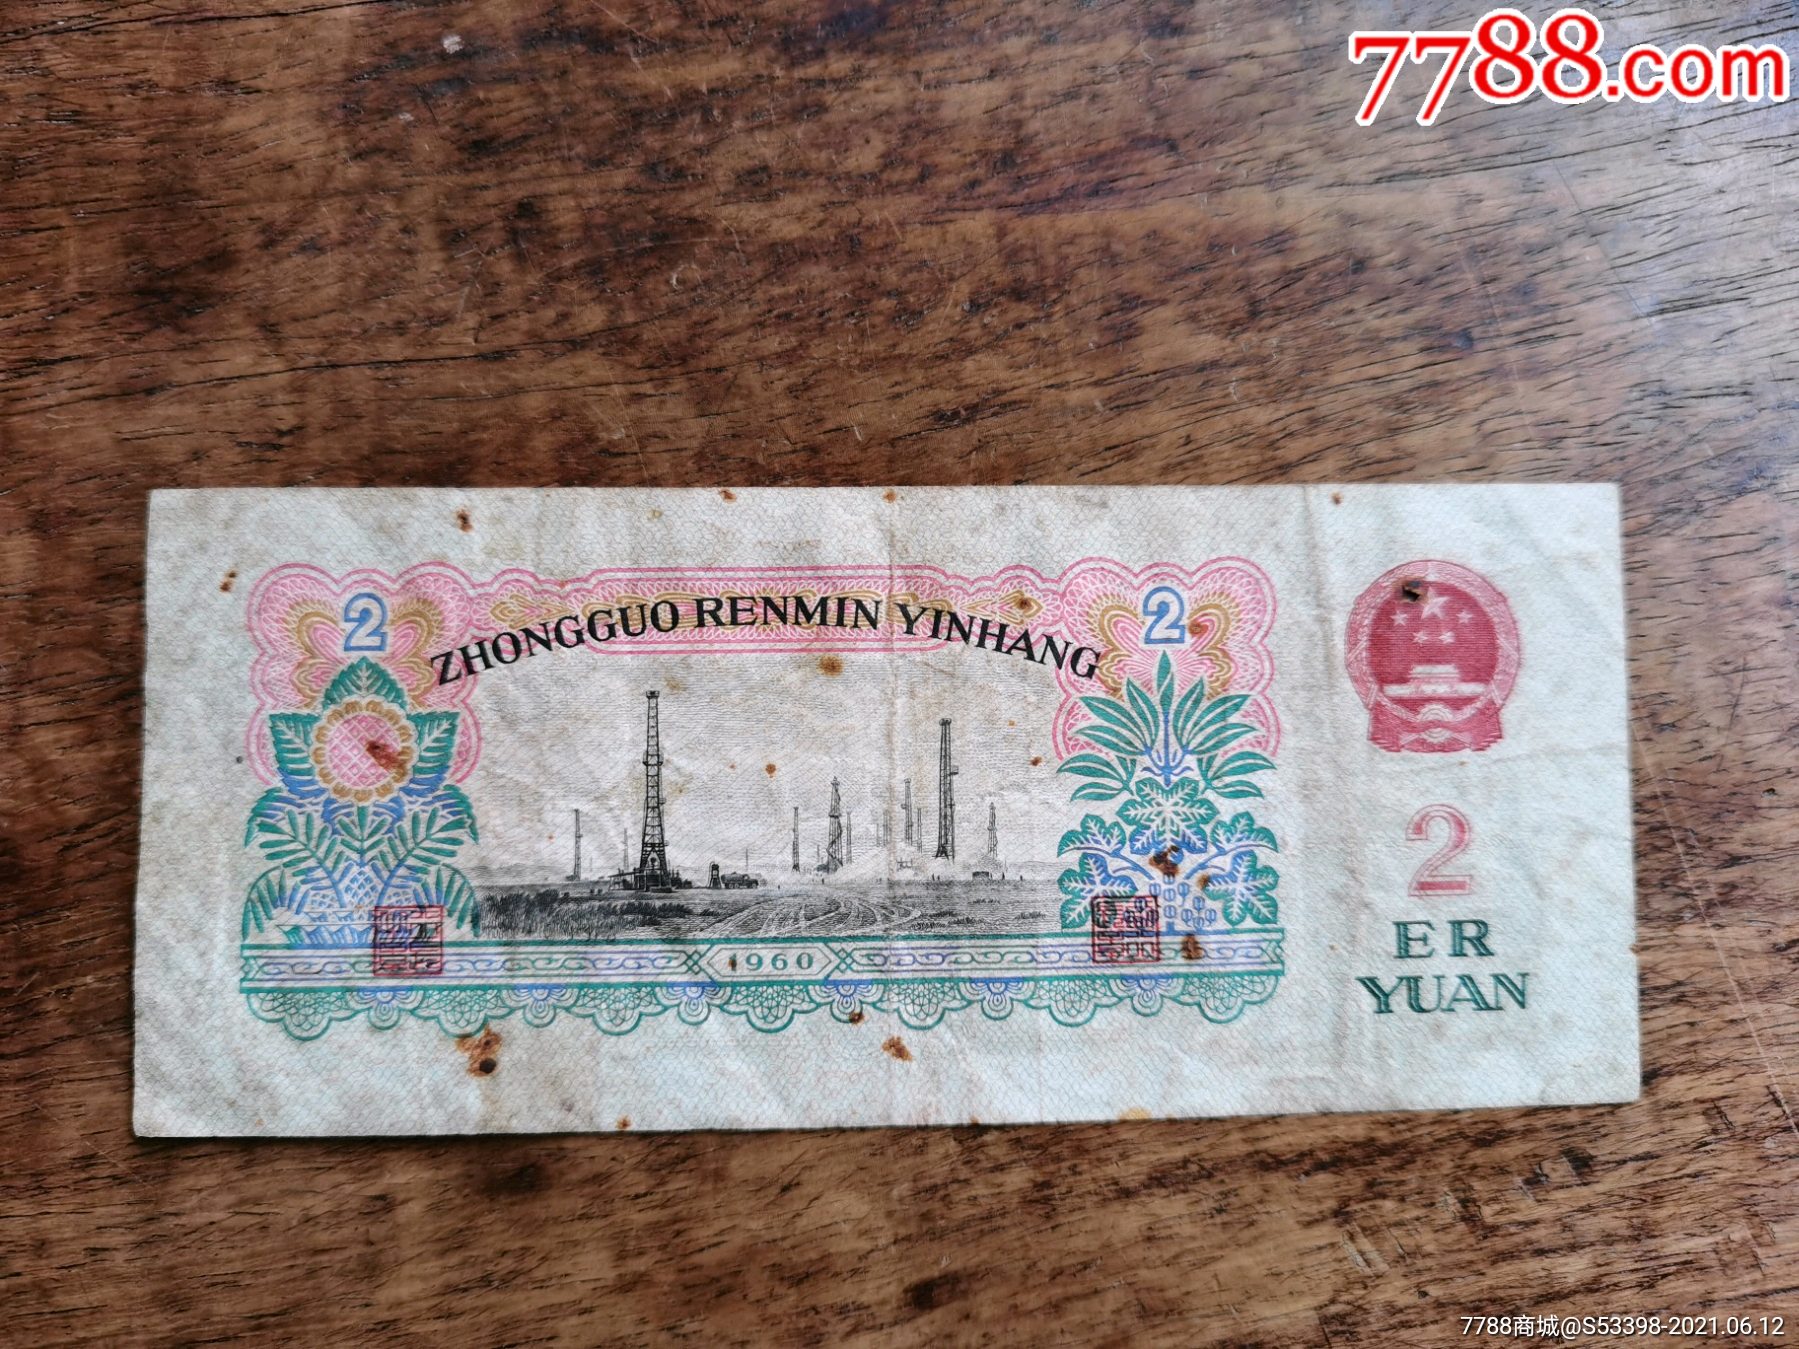 7788.com
2
2
ZHONGGUO RENMIN YINHANG
1960
2
ER
YUAN
7788商城@S53398-2021.06.12